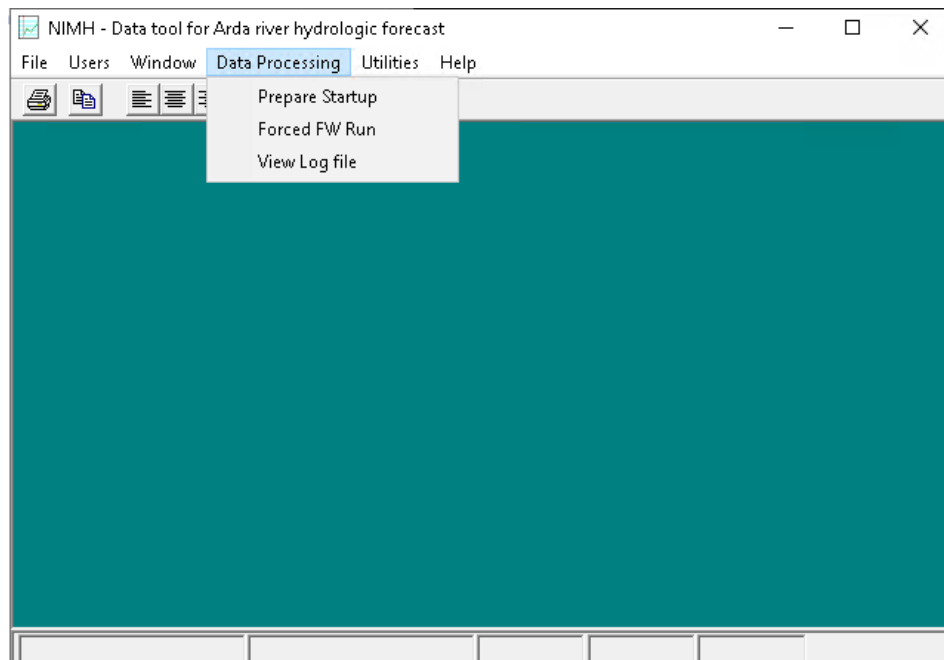 NIMH - Data tool for Arda river hydrologic forecast
File Users Window Data Processing Utilities Help
Prepare Startup
Forced FW Run
View Log file